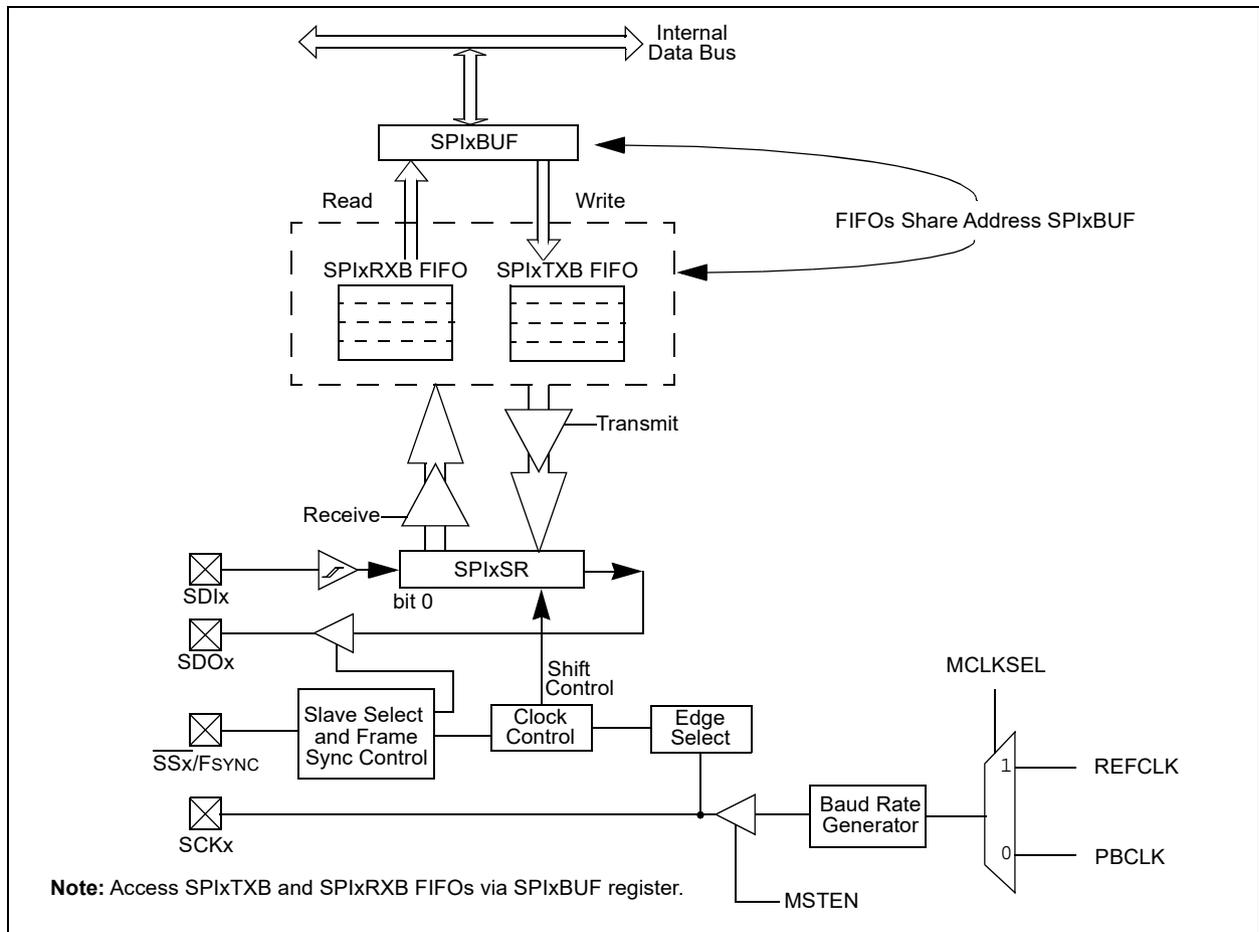 Internal
Data Bus
SPIxBUF
Read
Write
FIFOs Share Address SPIxBUF
SPIxRXB FIFO
SPIxTXB FIFO
Transmit
Receive
SPIxSR
SDIx
bit 0
SDOx
Shift
Control
MCLKSEL
Slave Select
and Frame
Sync Control
Clock
Control
Edge
Select
SSx/FSYNC
1
REFCLK
Baud Rate
Generator
SCKx
0
PBCLK
Note: Access SPIxTXB and SPIxRXB FIFOs via SPIxBUF register.
MSTEN